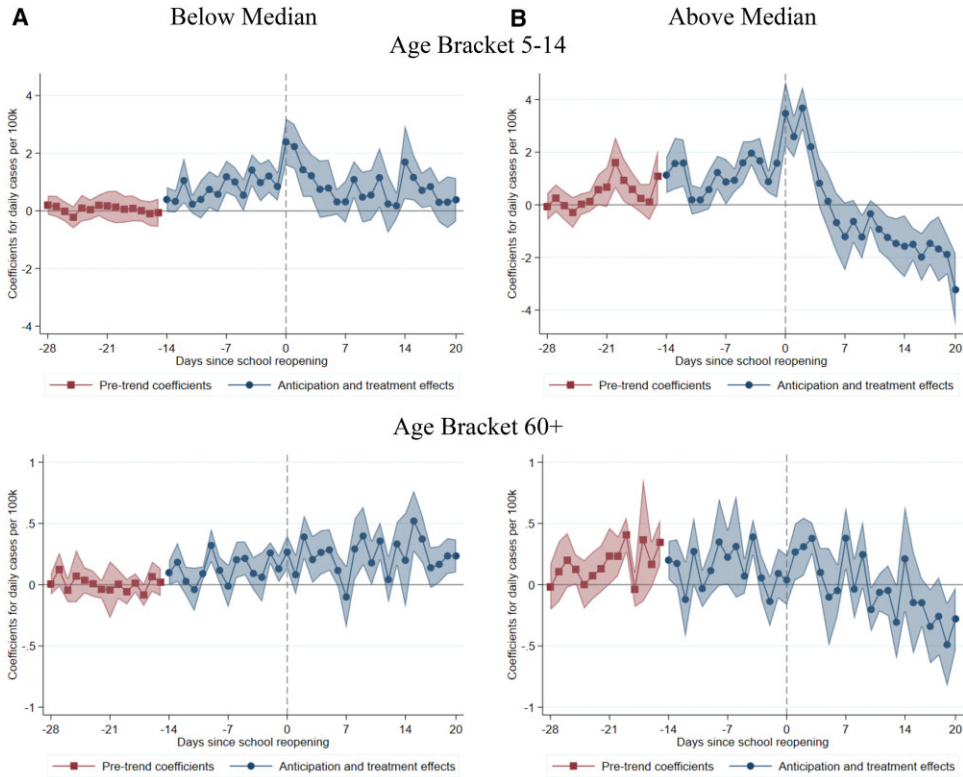 A
Below Median
B
Above Median
Age Bracket 5-14
Coefficients for daily cases per 100k
4
2
0
-2
-4
-28 -21 -14 -7 0 7 14 20
Days since school reopening
Pre-trend coefficients Anticipation and treatment effects
Coefficients for daily cases per 100k
4
2
0
-2
-4
-28 -21 -14 -7 0 7 14 20
Days since school reopening
Pre-trend coefficients Anticipation and treatment effects
Age Bracket 60+
Coefficients for daily cases per 100k
1
.5
0
-.5
-1
-28 -21 -14 -7 0 7 14 20
Days since school reopening
Pre-trend coefficients Anticipation and treatment effects
Coefficients for daily cases per 100k
1
.5
0
-.5
-1
-28 -21 -14 -7 0 7 14 20
Days since school reopening
Pre-trend coefficients Anticipation and treatment effects